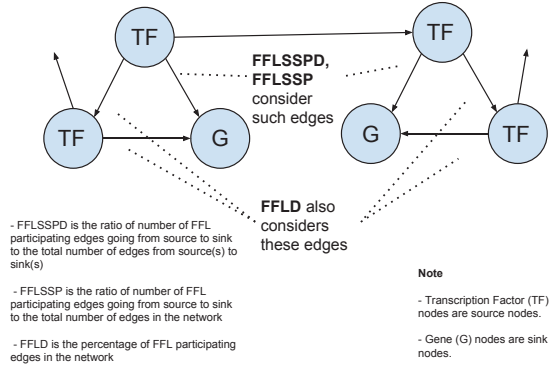 TF
TF
FFLSSPD,
FFLSSP
consider
such edges
TF
G
G
TF
FFLD also
considers
these edges
- FFLSSPD is the ratio of number of FFL
participating edges going from source to sink
to the total number of edges from source(s) to
sink(s)
- FFLSSP is the ratio of number of FFL
participating edges going from source to sink
to the total number of edges in the network
- FFLD is the percentage of FFL participating
edges in the network
Note
- Transcription Factor (TF)
nodes are source nodes.
- Gene (G) nodes are sink
nodes.